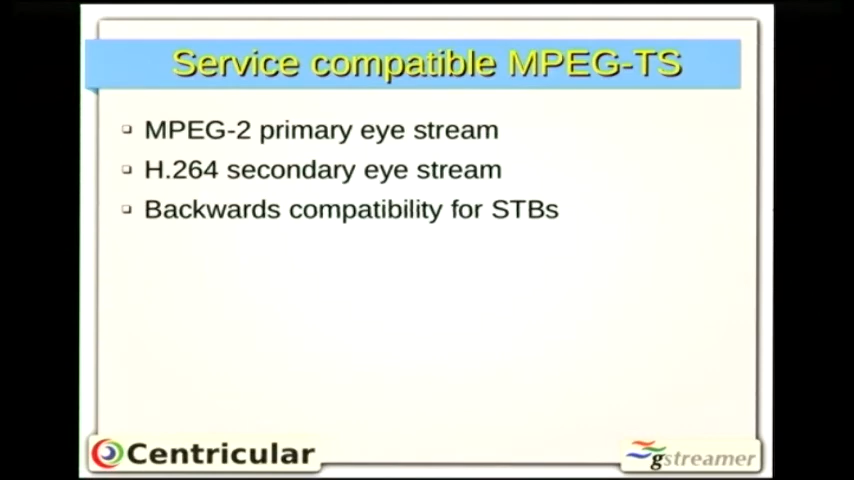 Service compatible MPEG-TS
MPEG-2 primary eye stream
H.264 secondary eye stream
Backwards compatibility for STBs
Centricular
gstreamer